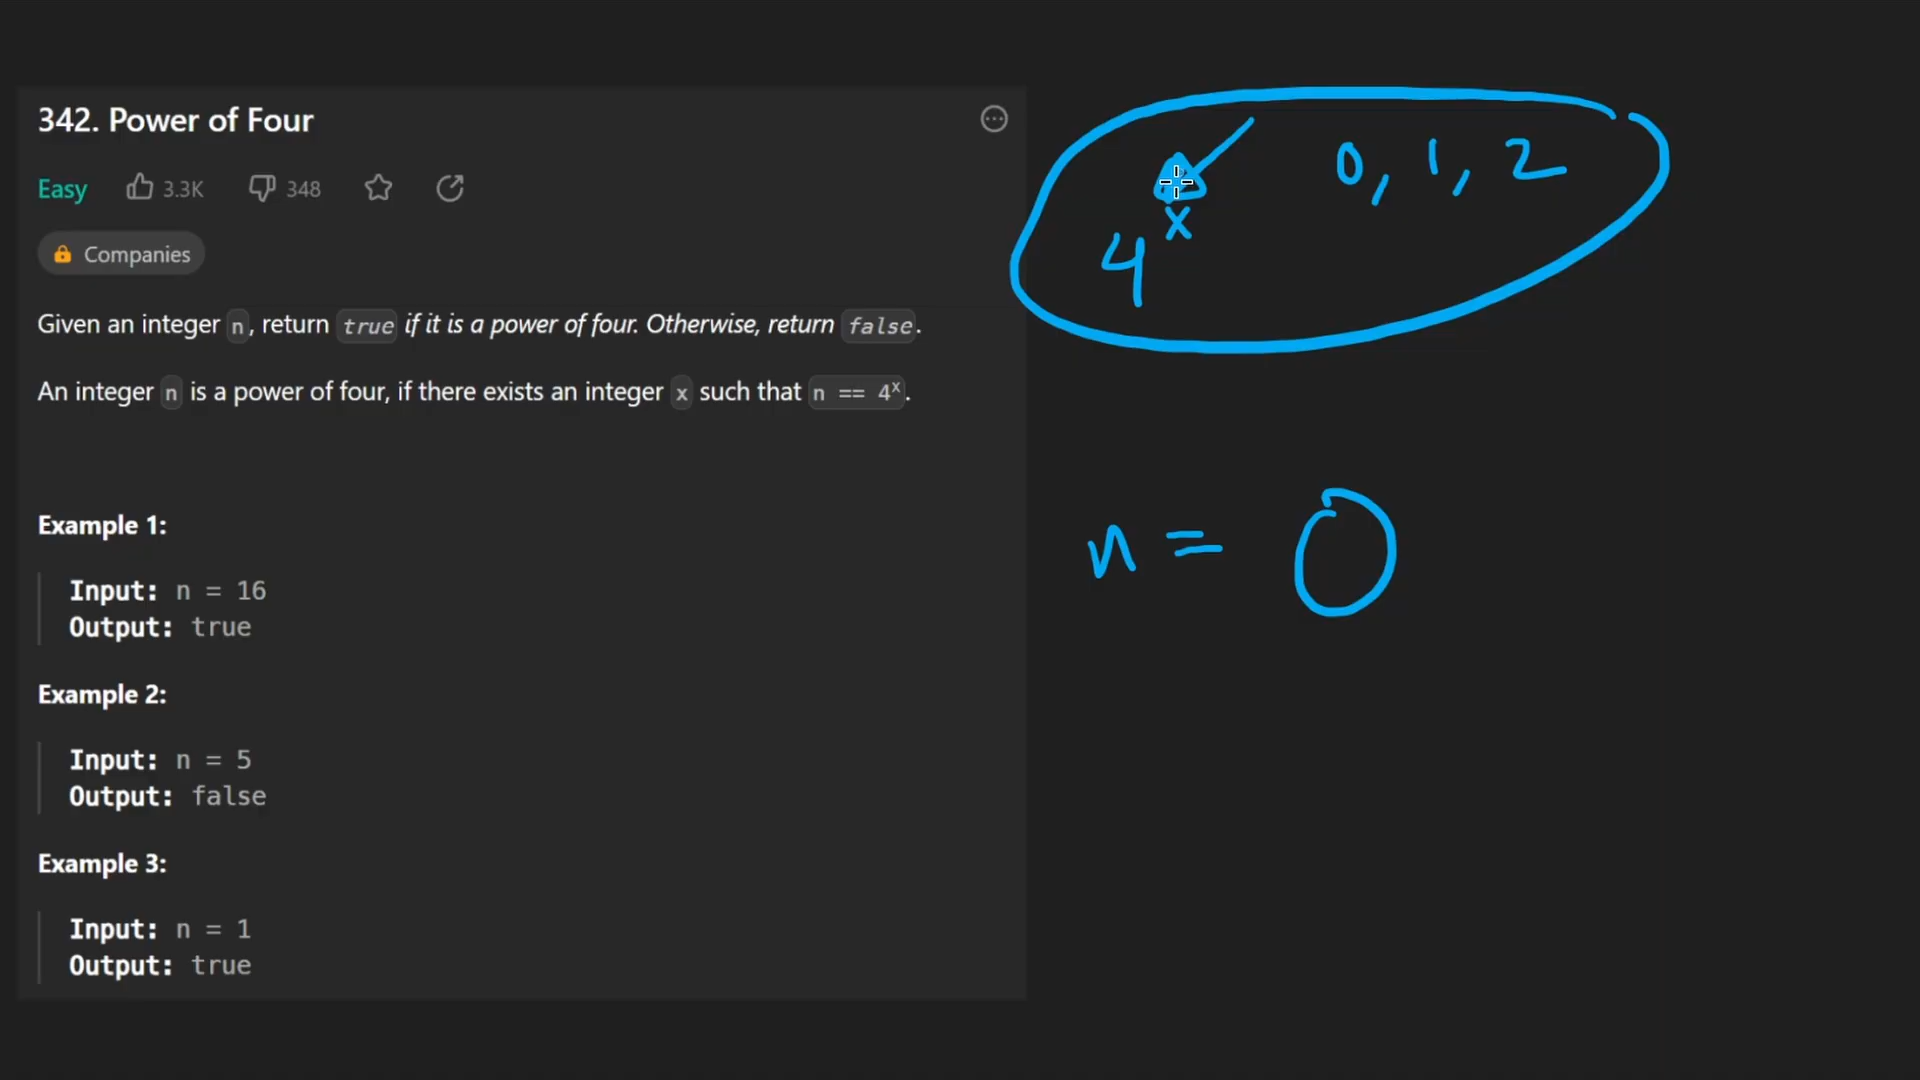 342. Power of Four
Easy 3.3K 348
Companies
Given an integer n, return true if it is a power of four. Otherwise, return false.
An integer n is a power of four, if there exists an integer x such that n == 4ˣ.
Example 1:
Input: n = 16
Output: true
Example 2:
Input: n = 5
Output: false
Example 3:
Input: n = 1
Output: true
4ˣ 0, 1, 2
n = 0